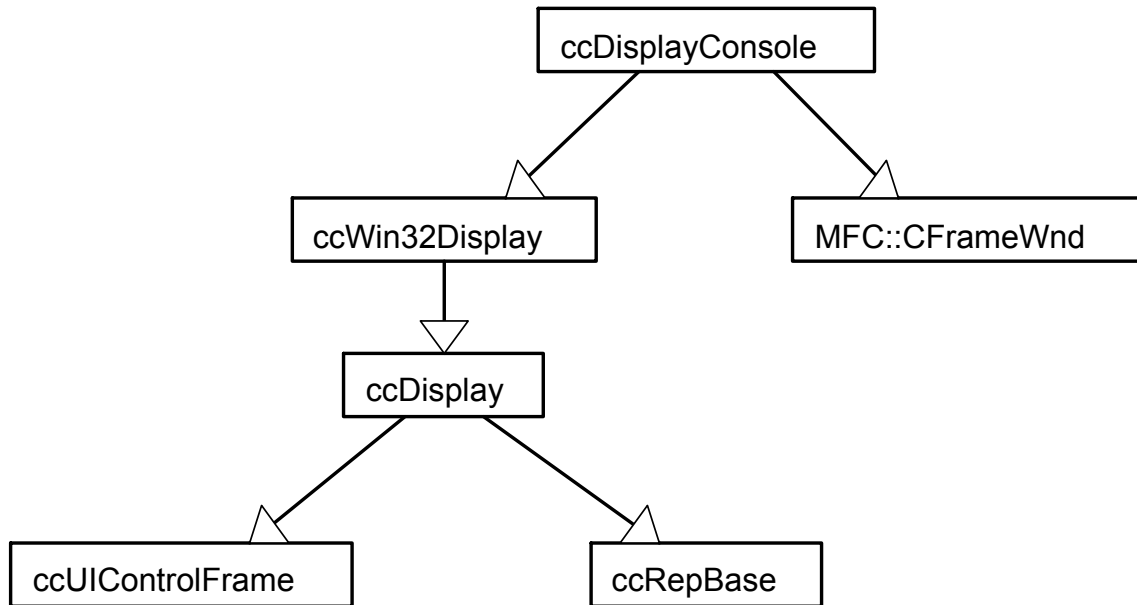 ccDisplayConsole
ccWin32Display
MFC::CFrameWnd
ccDisplay
ccUIControlFrame
ccRepBase